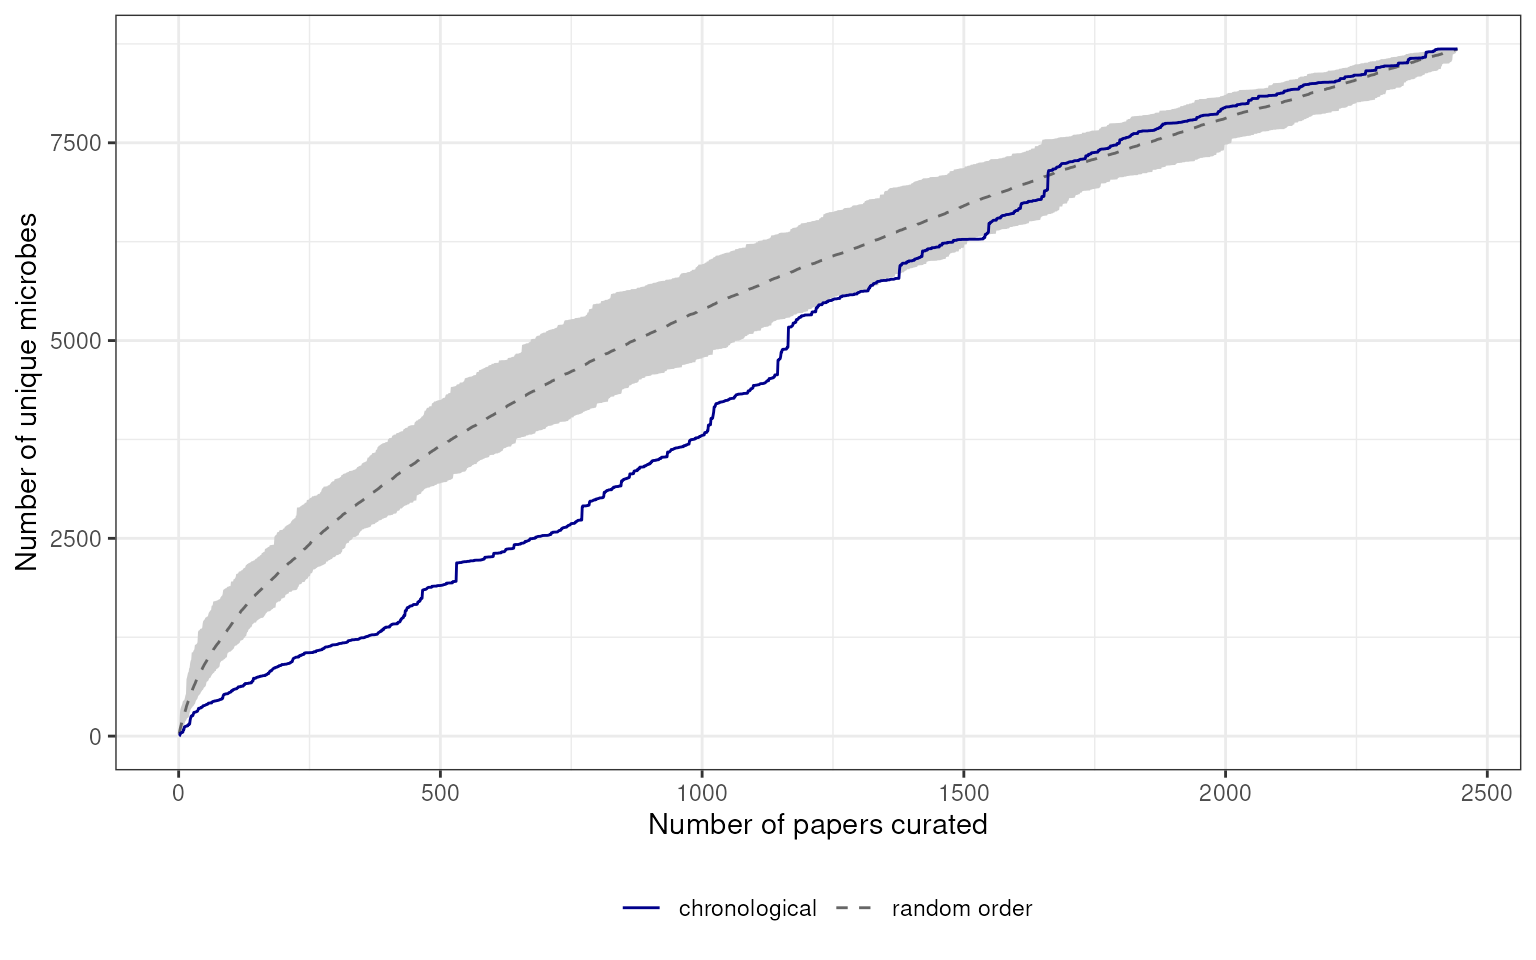 Number of unique microbes
7500
5000
2500
0
0 500 1000 1500 2000 2500
Number of papers curated
chronological random order